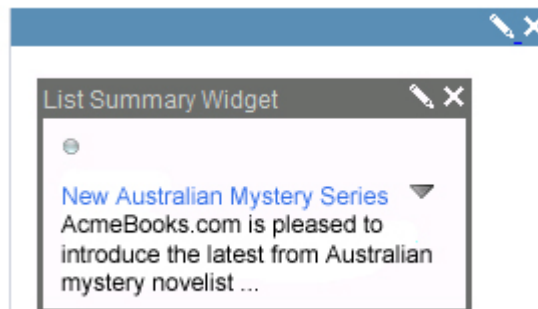 List Summary Widget
New Australian Mystery Series
AcmeBooks.com is pleased to
introduce the latest from Australian
mystery novelist ...